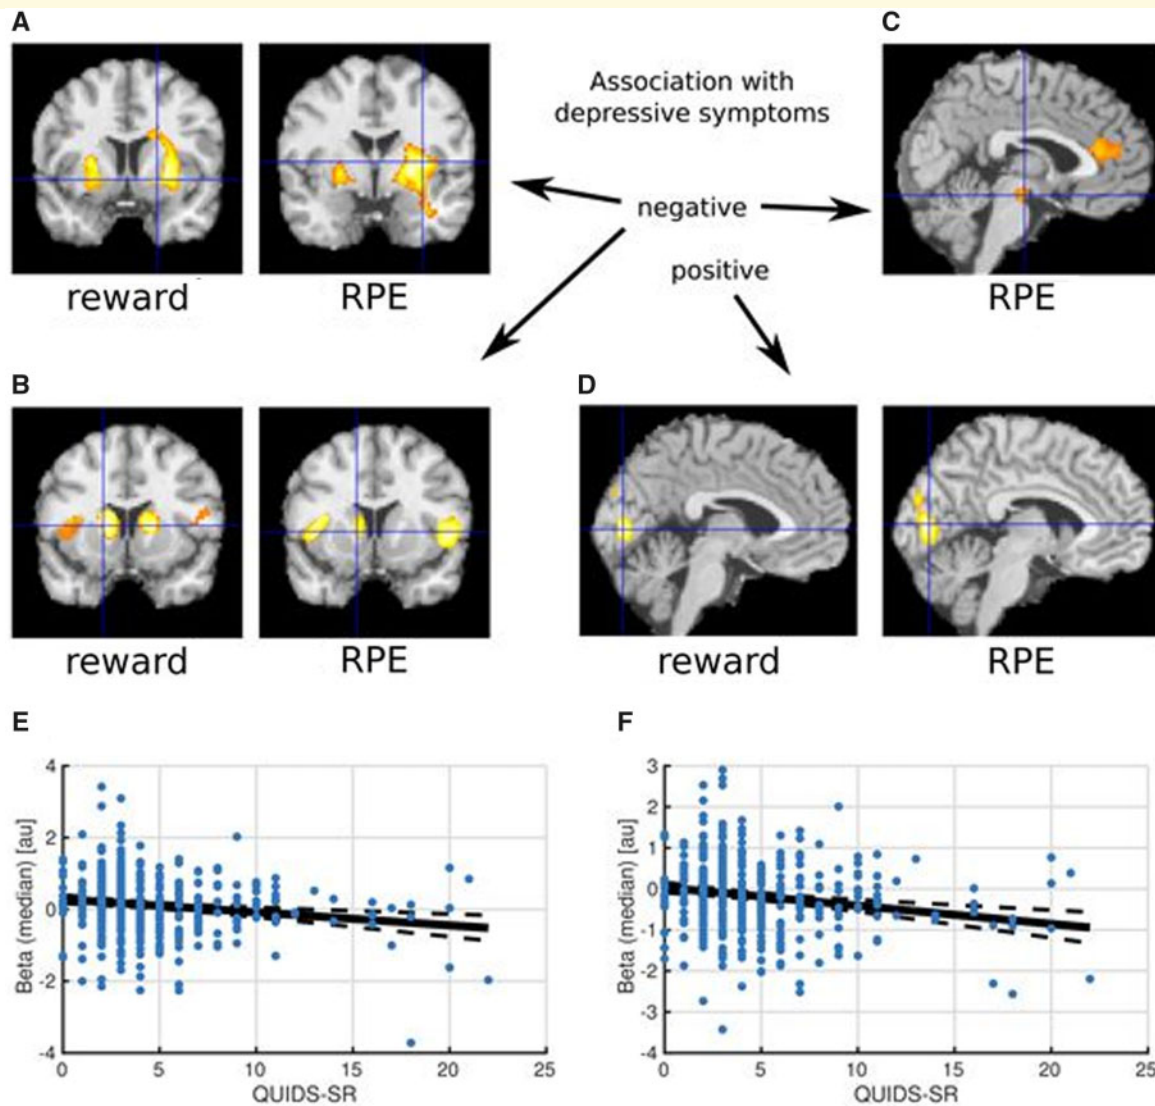 A
C
Association with
depressive symptoms
negative
positive
reward
RPE
RPE
B
D
reward
RPE
reward
RPE
E
F
4
2
0
-2
-4
Beta (median) [au]
0
5
10
15
20
25
QUIDS-SR
3
2
1
0
-1
-2
-3
-4
Beta (median) [au]
0
5
10
15
20
25
QUIDS-SR